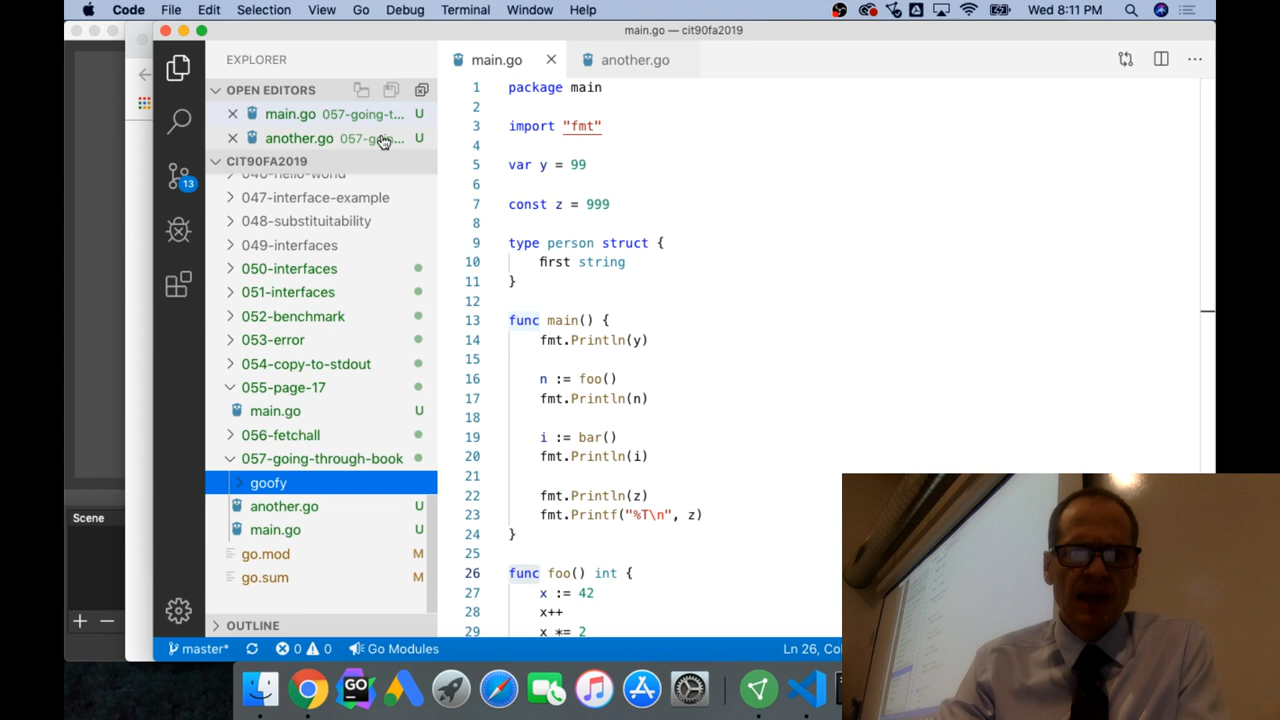 Code File Edit Selection View Go Debug Terminal Window Help Wed 8:11 PM
main.go — cit90fa2019
EXPLORER
main.go another.go
OPEN EDITORS
main.go 057-going-t... U
another.go 057-g U
CIT90FA2019
046-hello-world
047-interface-example
048-substituitability
049-interfaces
050-interfaces
051-interfaces
052-benchmark
053-error
054-copy-to-stdout
055-page-17
main.go U
056-fetchall
057-going-through-book
goofy
another.go U
main.go U
go.mod M
go.sum M
OUTLINE
13
1 package main
2
3 import "fmt"
4
5 var y = 99
6
7 const z = 999
8
9 type person struct {
10 first string
11 }
12
13 func main() {
14 fmt.Println(y)
15
16 n := foo()
17 fmt.Println(n)
18
19 i := bar()
20 fmt.Println(i)
21
22 fmt.Println(z)
23 fmt.Printf("%T\n", z)
24 }
25
26 func foo() int {
27 x := 42
28 x++
29 x *= 2
Scene
master* 0 0 Go Modules Ln 26, Co
GO